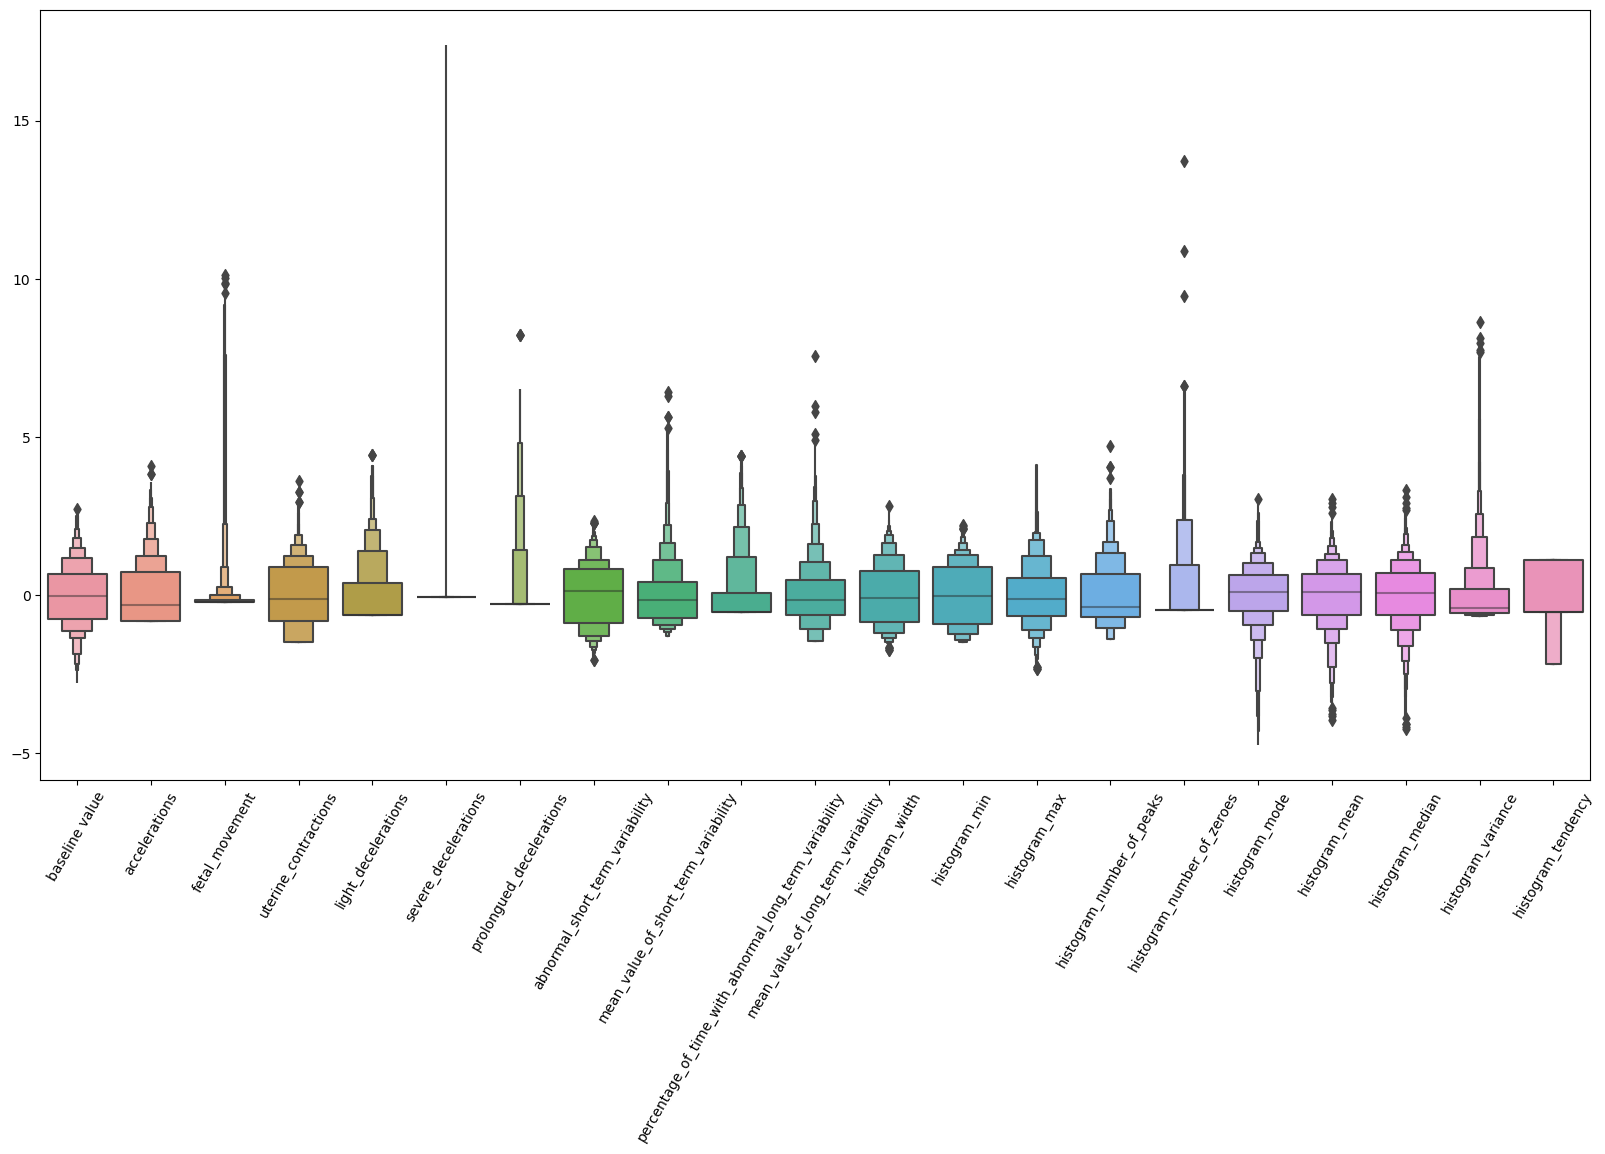 15
10
5
0
−5
baseline value
accelerations
fetal_movement
uterine_contractions
light_decelerations
severe_decelerations
prolongued_decelerations
abnormal_short_term_variability
mean_value_of_short_term_variability
percentage_of_time_with_abnormal_long_term_variability
mean_value_of_long_term_variability
histogram_width
histogram_min
histogram_max
histogram_number_of_peaks
histogram_number_of_zeroes
histogram_mode
histogram_mean
histogram_median
histogram_variance
histogram_tendency